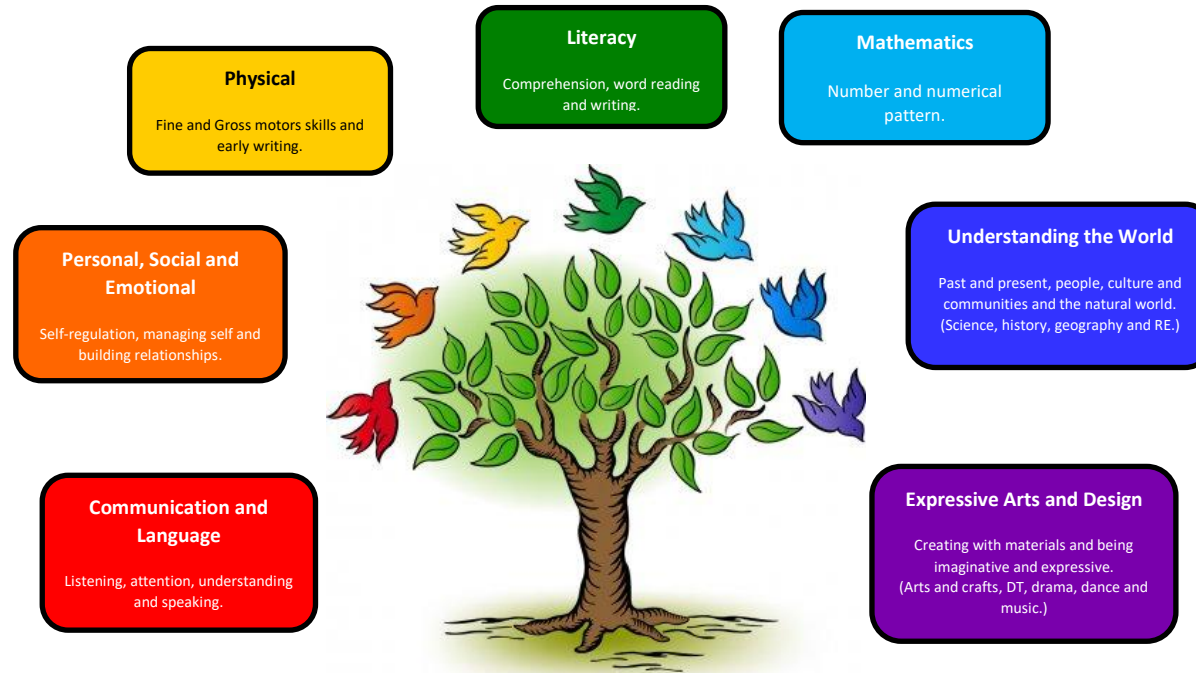 Literacy
Comprehension, word reading
and writing.
Mathematics
Number and numerical
pattern.
Physical
Fine and Gross motors skills and
early writing.
Understanding the World
Past and present, people, culture and
communities and the natural world.
(Science, history, geography and RE.)
Personal, Social and
Emotional
Self-regulation, managing self and
building relationships.
Communication and
Language
Listening, attention, understanding
and speaking.
Expressive Arts and Design
Creating with materials and being
imaginative and expressive.
(Arts and crafts, DT, drama, dance and
music.)